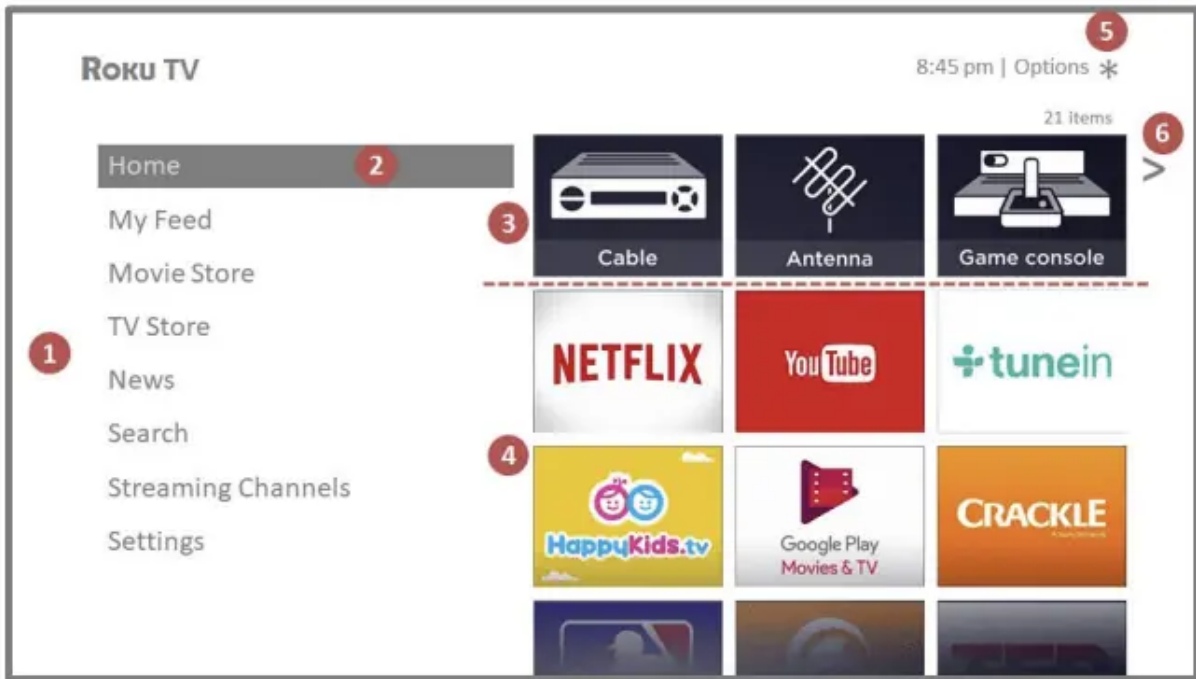 5
ROKU TV
8:45 pm | Options *
21 items
6
Home
2
>
My Feed
3
Cable
Antenna
Game console
Movie Store
TV Store
1
News
Search
Streaming Channels
Settings
NETFLIX
YouTube
tunein
4
HappyKids.tv
Google Play
Movies & TV
CRACKLE